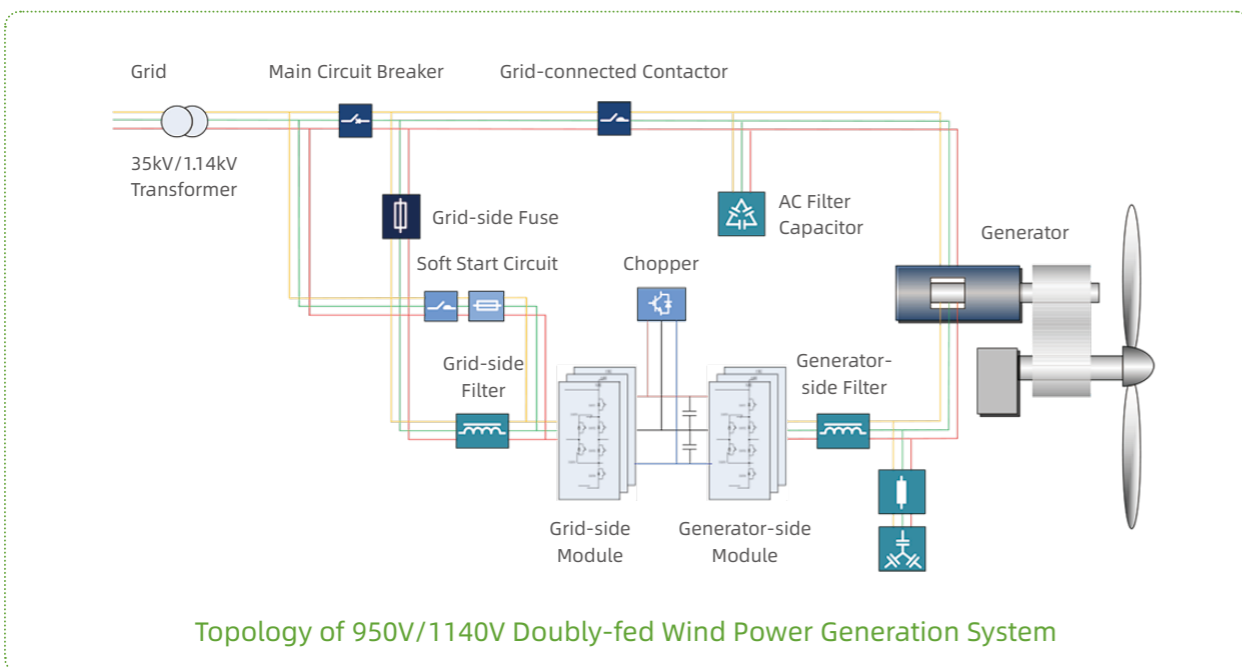 Grid
Main Circuit Breaker
Grid-connected Contactor
35kV/1.14kV
Transformer
Grid-side Fuse
AC Filter
Capacitor
Generator
Soft Start Circuit
Chopper
Grid-side
Filter
Generator-
side Filter
Grid-side
Module
Generator-side
Module
Topology of 950V/1140V Doubly-fed Wind Power Generation System